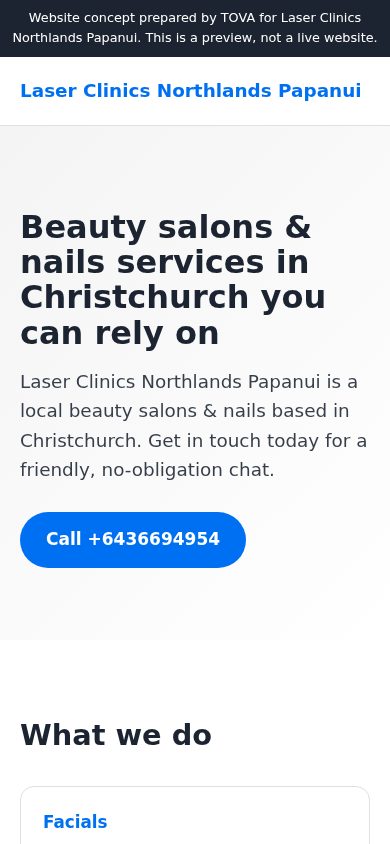 Website concept prepared by TOVA for Laser Clinics
Northlands Papanui. This is a preview, not a live website.
Laser Clinics Northlands Papanui
Beauty salons &
nails services in
Christchurch you
can rely on
Laser Clinics Northlands Papanui is a
local beauty salons & nails based in
Christchurch. Get in touch today for a
friendly, no-obligation chat.
Call +6436694954
What we do
Facials